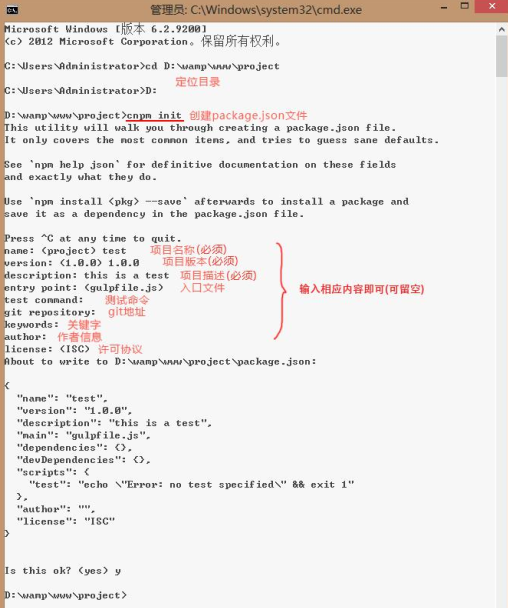 管理员: C:\Windows\system32\cmd.exe
Microsoft Windows [版本 6.2.9200]
(c) 2012 Microsoft Corporation。保留所有权利。
C:\Users\Administrator>cd D:\wamp\www\project
定位目录
C:\Users\Administrator>D:
D:\wamp\www\project>cnpm init 创建package.json文件
This utility will walk you through creating a package.json file.
It only covers the most common items, and tries to guess sane defaults.
See `npm help json` for definitive documentation on these fields
and exactly what they do.
Use `npm install <pkg> --save` afterwards to install a package and
save it as a dependency in the package.json file.
Press ^C at any time to quit.
name: (project) test 项目名称(必须)
version: (1.0.0) 1.0.0 项目版本(必须)
description: this is a test 项目描述(必须)
entry point: (gulpfile.js) 入口文件
输入相应内容即可(可留空)
test command: 测试命令
git repository: git地址
keywords: 关键字
author: 作者信息
license: (ISC) 许可协议
About to write to D:\wamp\www\project\package.json:
{
"name": "test",
"version": "1.0.0",
"description": "this is a test",
"main": "gulpfile.js",
"dependencies": {},
"devDependencies": {},
"scripts": {
"test": "echo \"Error: no test specified\" && exit 1"
},
"author": "",
"license": "ISC"
}
Is this ok? (yes) y
D:\wamp\www\project>